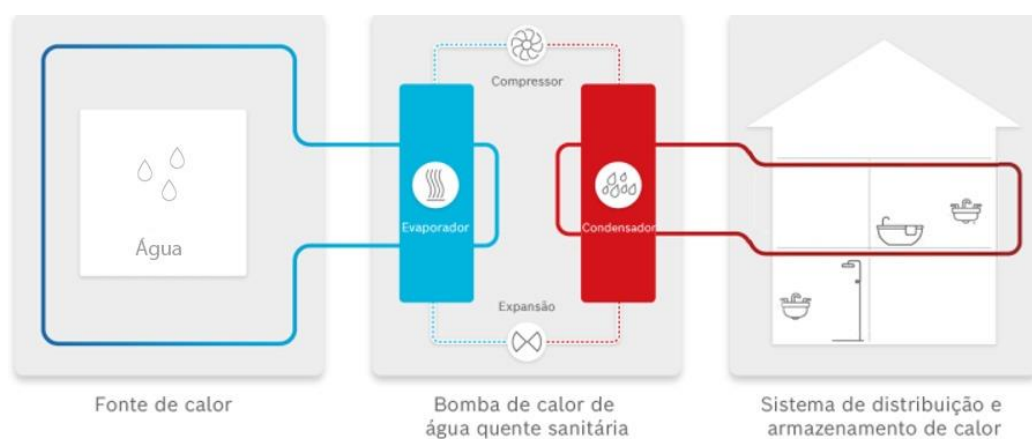 Água
Compressor
Evaporador
Condensador
Expansão
Fonte de calor
Bomba de calor de
água quente sanitária
Sistema de distribuição e
armazenamento de calor